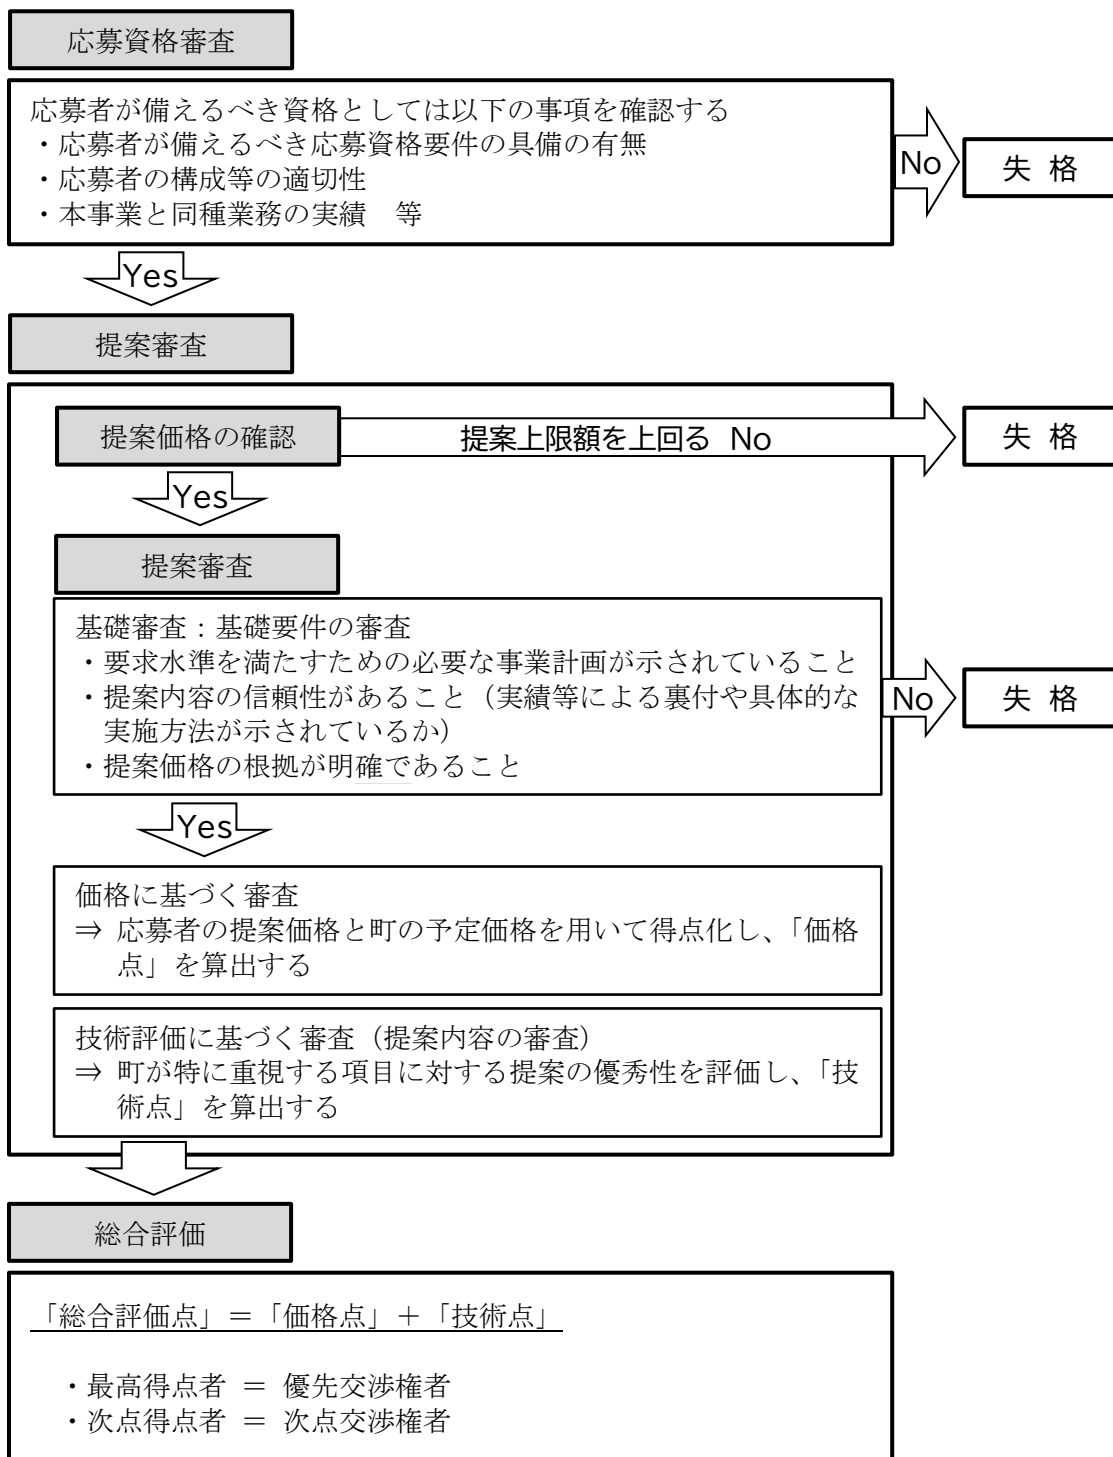 応募資格審査
応募者が備えるべき資格としては以下の事項を確認する
・応募者が備えるべき応募資格要件の具備の有無
・応募者の構成等の適切性
・本事業と同種業務の実績　等
No
失 格
Yes
提案審査
提案価格の確認
提案上限額を上回る No
失 格
Yes
提案審査
基礎審査：基礎要件の審査
・要求水準を満たすための必要な事業計画が示されていること
・提案内容の信頼性があること（実績等による裏付や具体的な
実施方法が示されているか）
・提案価格の根拠が明確であること
No
失 格
Yes
価格に基づく審査
⇒ 応募者の提案価格と町の予定価格を用いて得点化し、「価格
点」を算出する
技術評価に基づく審査（提案内容の審査）
⇒ 町が特に重視する項目に対する提案の優秀性を評価し、「技
術点」を算出する
総合評価
「総合評価点」＝「価格点」＋「技術点」
・最高得点者 ＝ 優先交渉権者
・次点得点者 ＝ 次点交渉権者